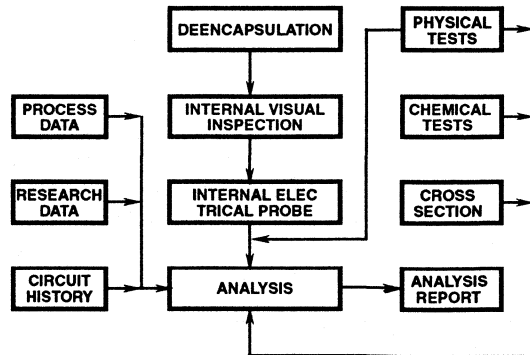 DEENCAPSULATION
PHYSICAL
TESTS
PROCESS
DATA
INTERNAL VISUAL
INSPECTION
CHEMICAL
TESTS
RESEARCH
DATA
INTERNAL ELEC
TRICAL PROBE
CROSS
SECTION
CIRCUIT
HISTORY
ANALYSIS
ANALYSIS
REPORT